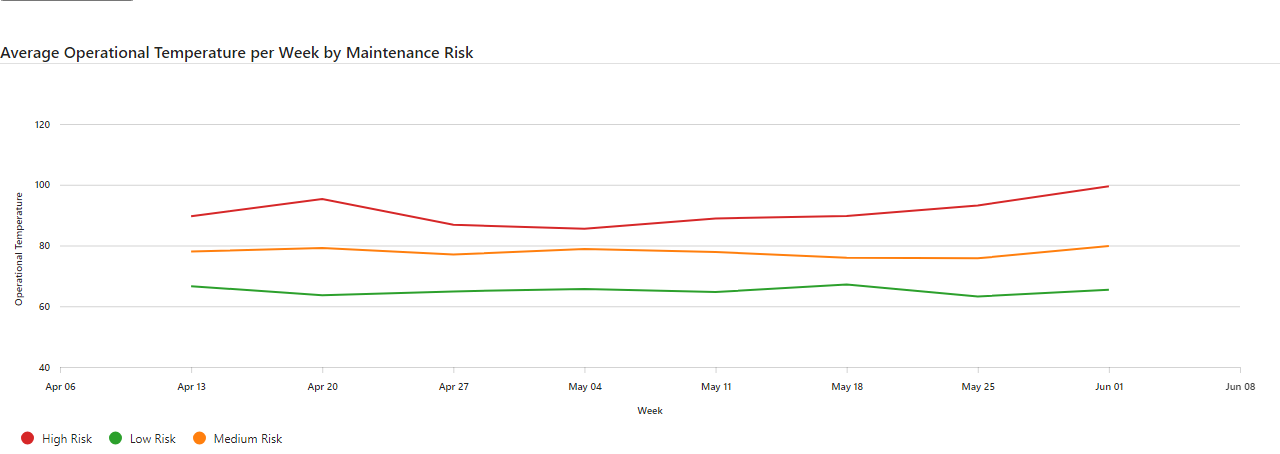 Average Operational Temperature per Week by Maintenance Risk
120
100
80
60
40
Operational Temperature
Apr 06 Apr 13 Apr 20 Apr 27 May 04 May 11 May 18 May 25 Jun 01 Jun 08
Week
High Risk Low Risk Medium Risk